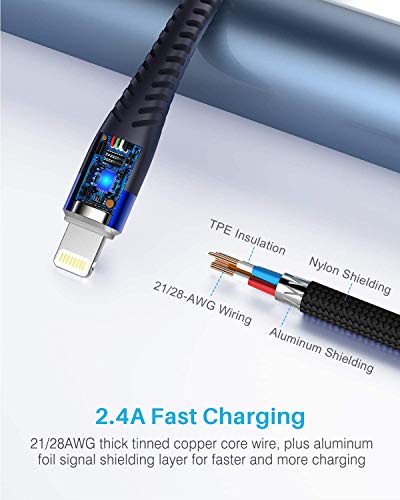 TPE Insulation
Nylon Shielding
21/28-AWG Wiring
Aluminum Shielding
2.4A Fast Charging
21/28AWG thick tinned copper core wire, plus aluminum
foil signal shielding layer for faster and more charging